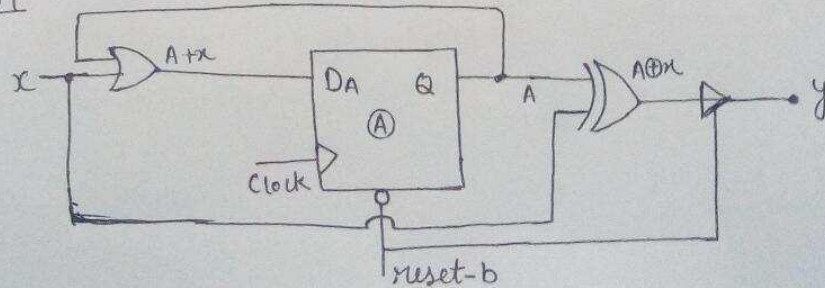 A+x
x
DA Q
A
A
A⊕x
y
Clock
reset-b